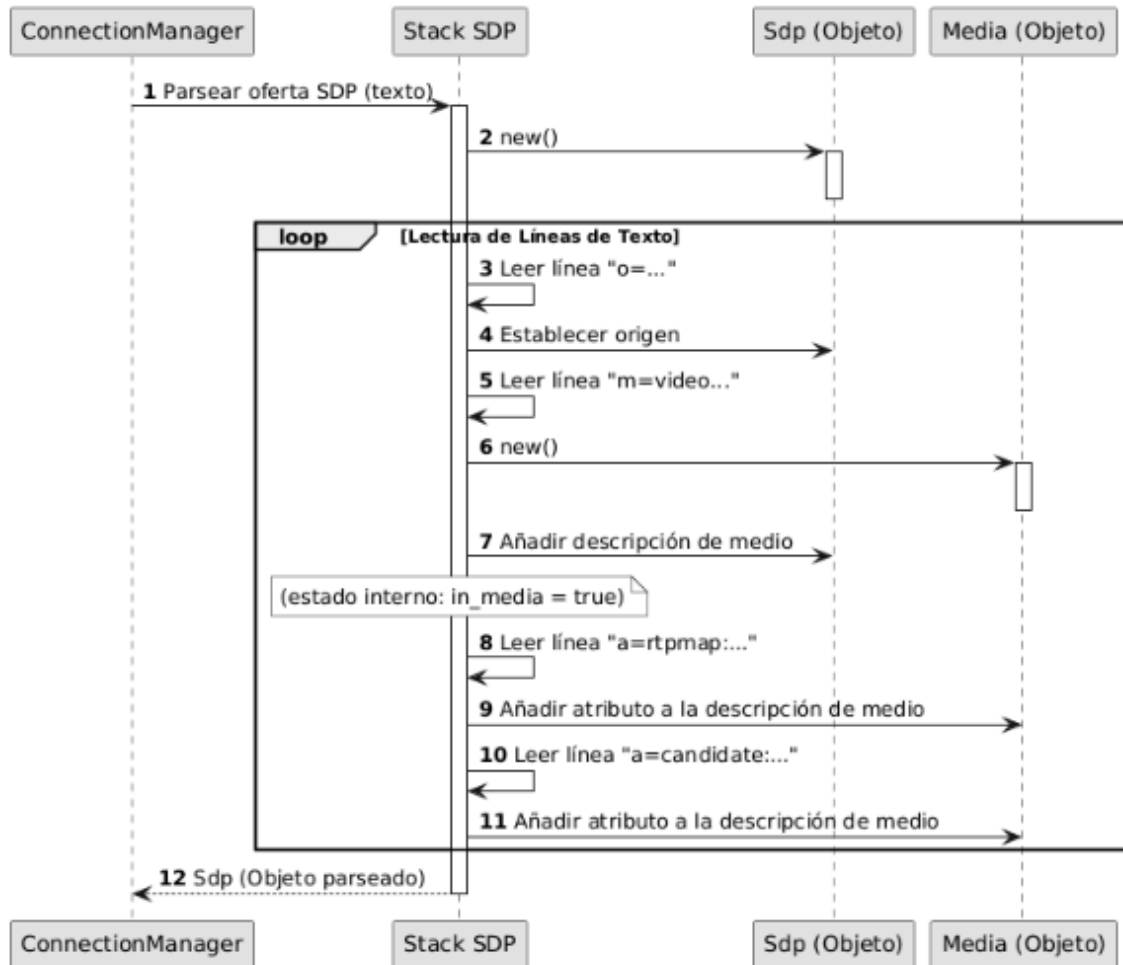 ConnectionManager Stack SDP Sdp (Objeto) Media (Objeto)
1 Parsear oferta SDP (texto)
2 new()
loop [Lectura de Líneas de Texto]
3 Leer línea "o=..."
4 Establecer origen
5 Leer línea "m=video..."
6 new()
7 Añadir descripción de medio
(estado interno: in_media = true)
8 Leer línea "a=rtpmap:..."
9 Añadir atributo a la descripción de medio
10 Leer línea "a=candidate:..."
11 Añadir atributo a la descripción de medio
12 Sdp (Objeto parseado)
ConnectionManager Stack SDP Sdp (Objeto) Media (Objeto)